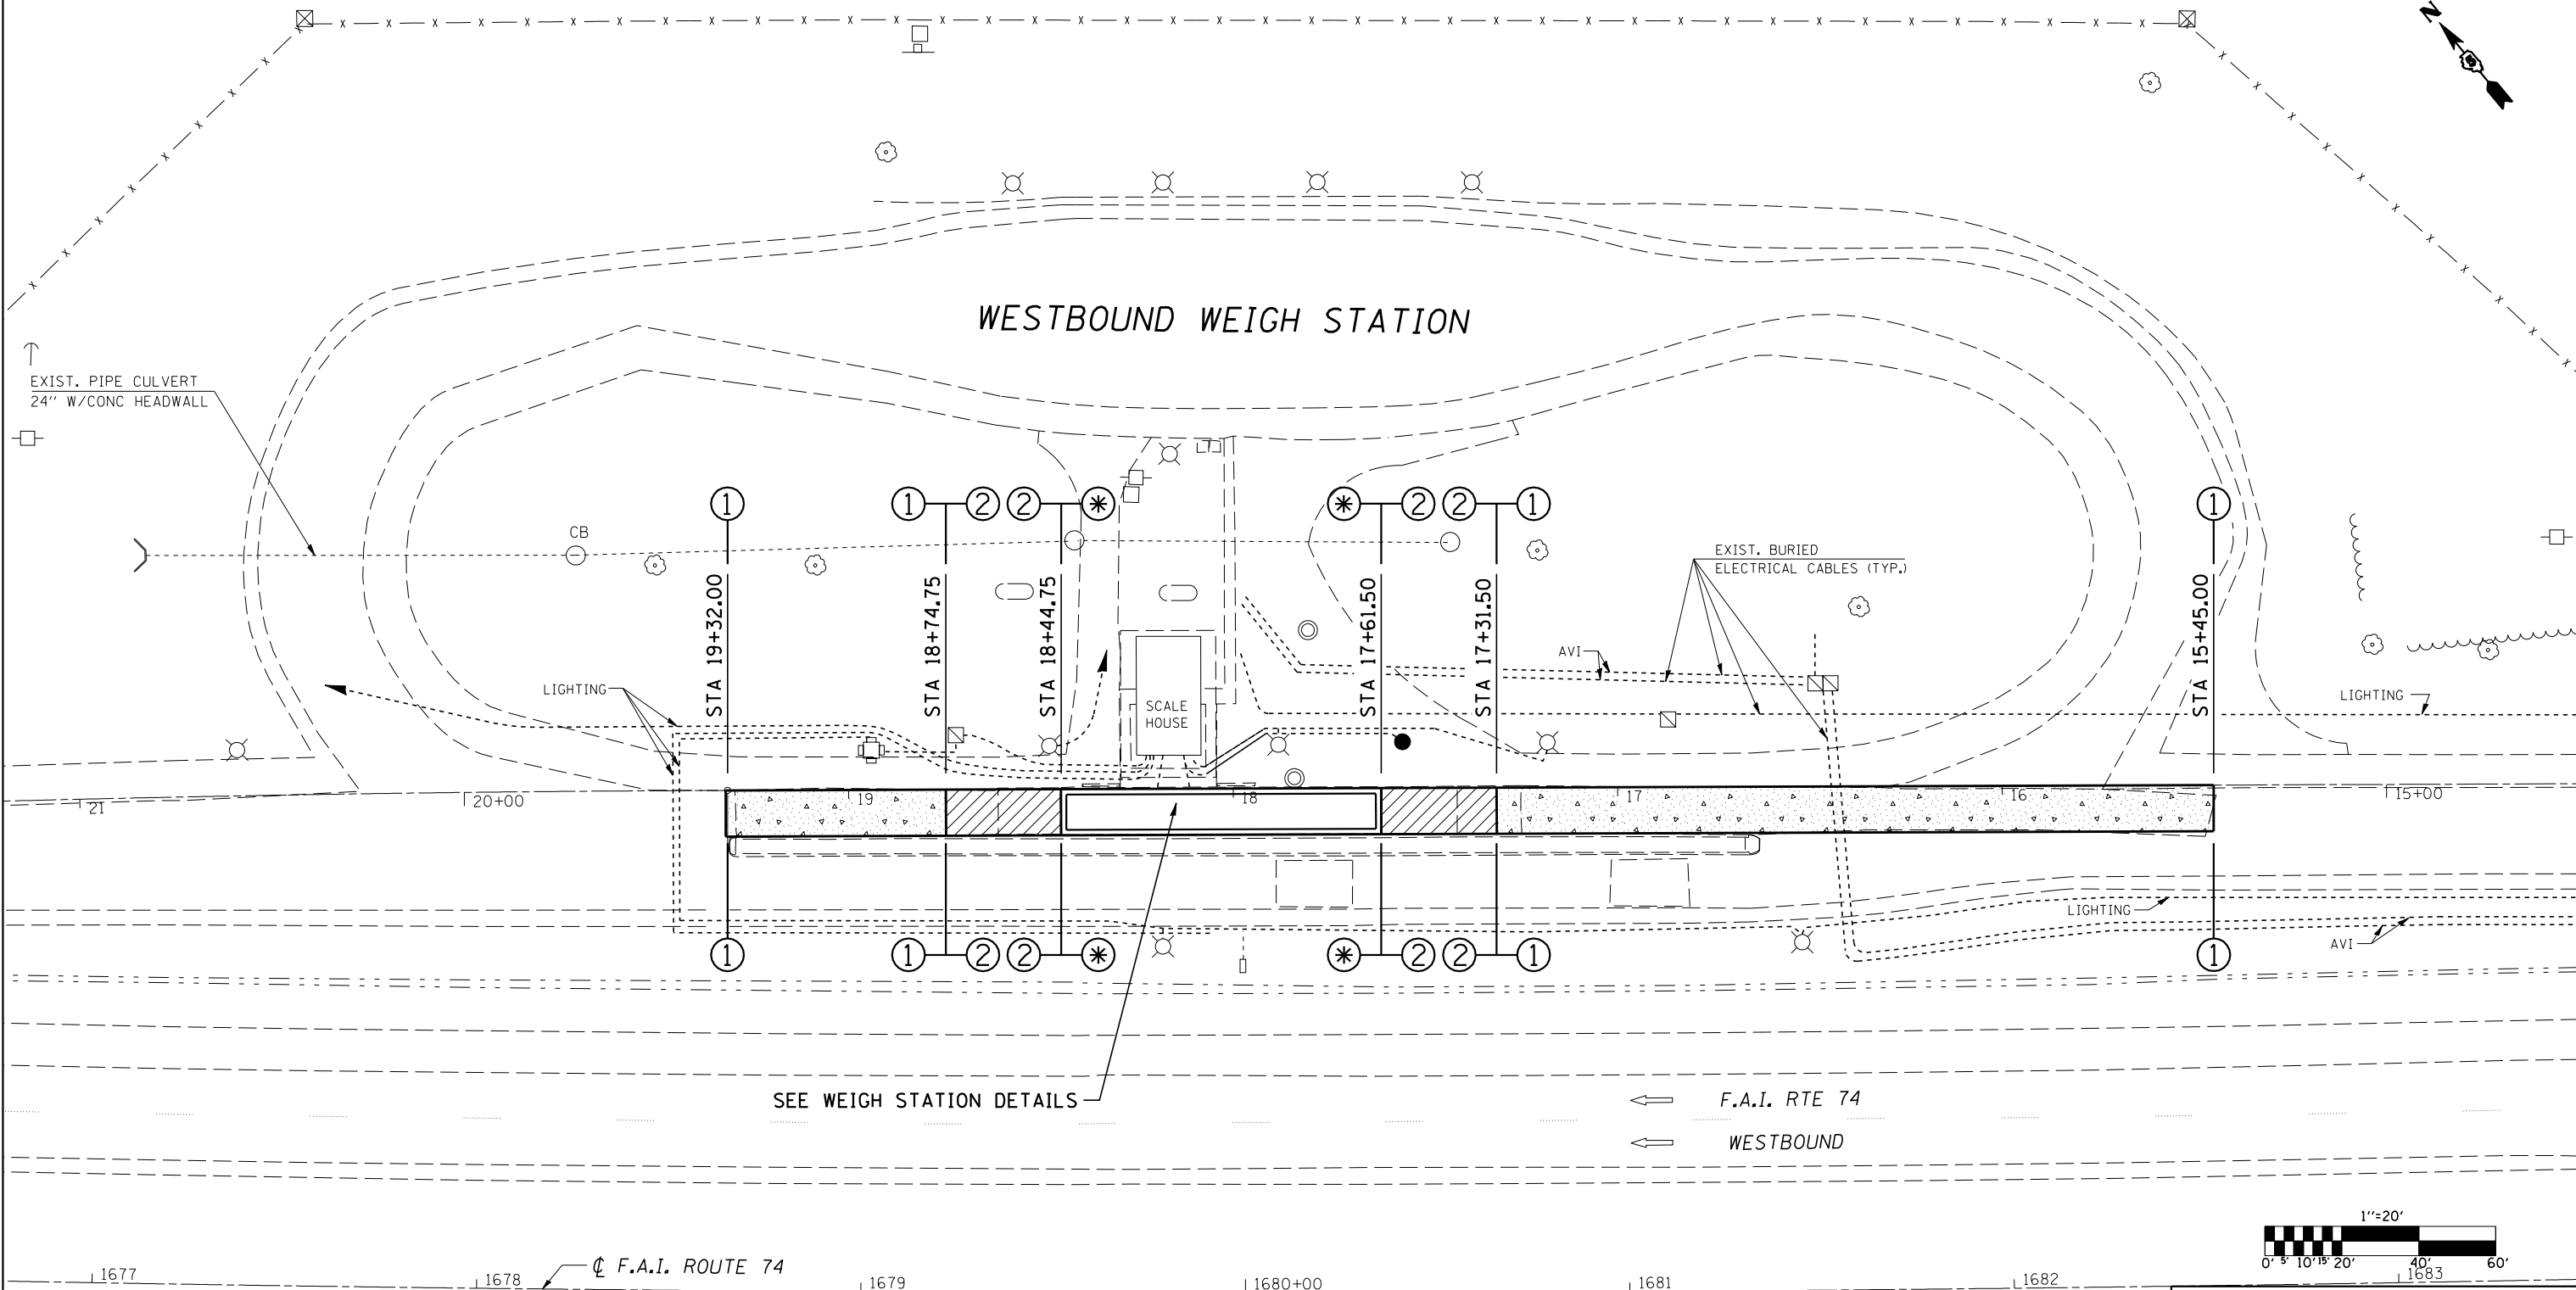 N
WESTBOUND WEIGH STATION
EXIST. PIPE CULVERT
24" W/CONC HEADWALL
CB
1
1 2
2 *
* 2
2 1
1
STA 19+32.00
STA 18+74.75
STA 18+44.75
STA 17+61.50
STA 17+31.50
STA 15+45.00
EXIST. BURIED
ELECTRICAL CABLES (TYP.)
AVI
LIGHTING
SCALE
HOUSE
LIGHTING
21
20+00
19
18
17
16
15+00
LIGHTING
AVI
1
1 2
2 *
* 2
2 1
1
SEE WEIGH STATION DETAILS
F.A.I. RTE 74
WESTBOUND
1"=20'
0' 5' 10' 15' 20' 40' 60'
℄ F.A.I. ROUTE 74
1677
1678
1679
1680+00
1681
1682
1683